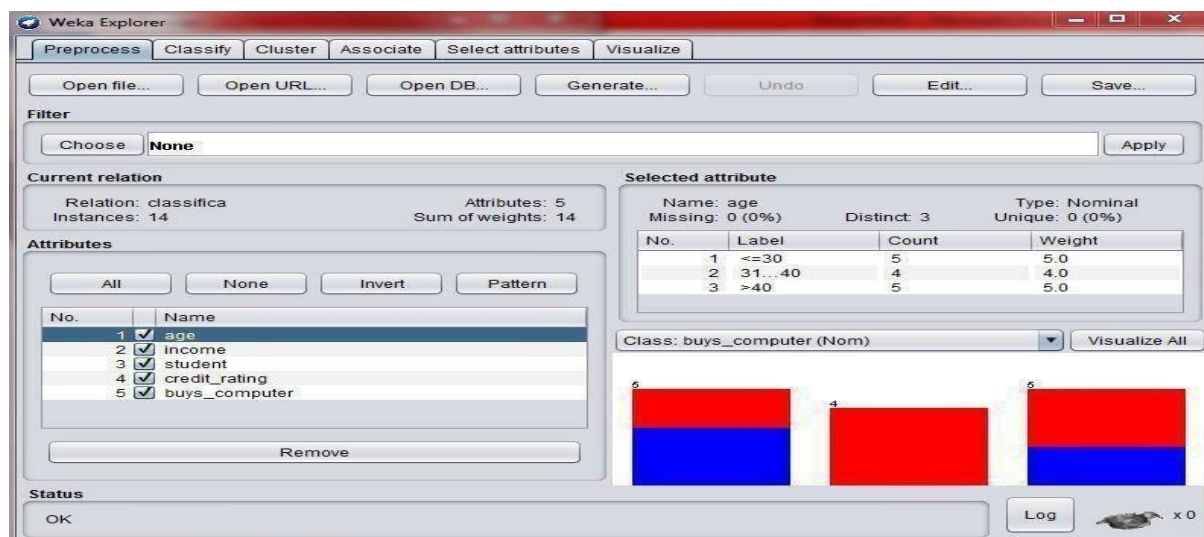 Weka Explorer
Preprocess Classify Cluster Associate Select attributes Visualize
Open file... Open URL... Open DB... Generate... Undo Edit... Save...
Filter
Choose None Apply
Current relation
Relation: classifica Attributes: 5
Instances: 14 Sum of weights: 14
Attributes
All None Invert Pattern
No. Name
1 age
2 income
3 student
4 credit_rating
5 buys_computer
Remove
Selected attribute
Name: age Type: Nominal
Missing: 0 (0%) Distinct: 3 Unique: 0 (0%)
No. Label Count Weight
1 <=30 5 5.0
2 31...40 4 4.0
3 >40 5 5.0
Class: buys_computer (Nom) Visualize All
5 4 5
Status
OK Log x 0